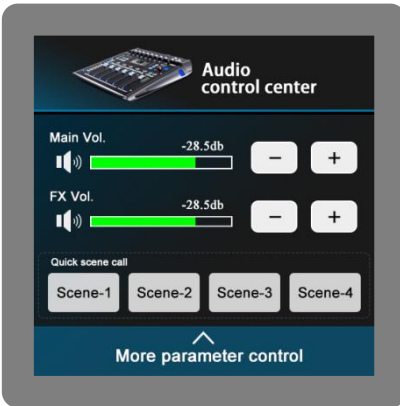 Audio
control center
Main Vol.
-28.5db
− +
FX Vol.
-28.5db
− +
Quick scene call
Scene-1 Scene-2 Scene-3 Scene-4
More parameter control